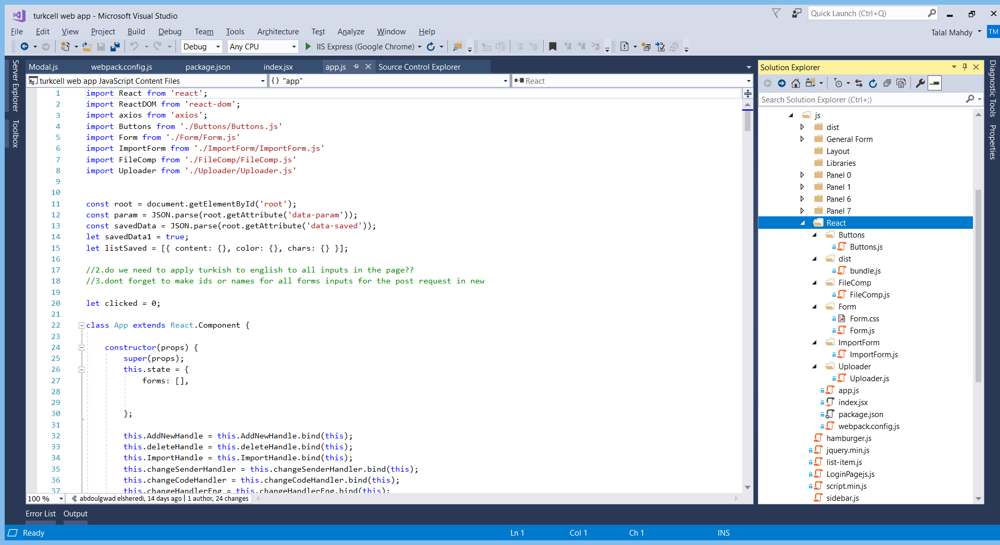 turkcell web app - Microsoft Visual Studio
Quick Launch (Ctrl+Q)
File Edit View Project Build Debug Team Tools Architecture Test Analyze Window Help
Talal Mahdy TM
Debug Any CPU IIS Express (Google Chrome)
Server Explorer
Toolbox
Modal.js webpack.config.js package.json index.jsx app.js Source Control Explorer
turkcell web app JavaScript Content Files {} "app" React
1 import React from 'react';
2 import ReactDOM from 'react-dom';
3 import axios from 'axios';
4 import Buttons from './Buttons/Buttons.js'
5 import Form from './Form/Form.js'
6 import ImportForm from './ImportForm/ImportForm.js'
7 import FileComp from './FileComp/FileComp.js'
8 import Uploader from './Uploader/Uploader.js'
9
10
11 const root = document.getElementById('root');
12 const param = JSON.parse(root.getAttribute('data-param'));
13 const savedData = JSON.parse(root.getAttribute('data-saved'));
14 let savedData1 = true;
15 let listSaved = [{ content: {}, color: {}, chars: {} }];
16
17 //2.do we need to apply turkish to english to all inputs in the page??
18 //3.dont forget to make ids or names for all forms inputs for the post request in new
19
20 let clicked = 0;
21
22 class App extends React.Component {
23
24 constructor(props) {
25 super(props);
26 this.state = {
27 forms: [],
28
29
30 };
31
32 this.AddNewHandle = this.AddNewHandle.bind(this);
33 this.deleteHandle = this.deleteHandle.bind(this);
34 this.ImportHandle = this.ImportHandle.bind(this);
35 this.changeSenderHandler = this.changeSenderHandler.bind(this);
36 this.changeCodeHandler = this.changeCodeHandler.bind(this);
37 this.changeHandlerEng = this.changeHandlerEng.bind(this);
100 % abdoulgwad elsheredi, 14 days ago | 1 author, 24 changes
Solution Explorer
Search Solution Explorer (Ctrl+;)
js
dist
General Form
Layout
Libraries
Panel 0
Panel 1
Panel 6
Panel 7
React
Buttons
Buttons.js
dist
bundle.js
FileComp
FileComp.js
Form
Form.css
Form.js
ImportForm
ImportForm.js
Uploader
Uploader.js
app.js
index.jsx
package.json
webpack.config.js
hamburger.js
jquery.min.js
list-item.js
LoginPagejs.js
script.min.js
sidebar.js
Diagnostic Tools
Properties
Error List Output
Ready Ln 1 Col 1 Ch 1 INS